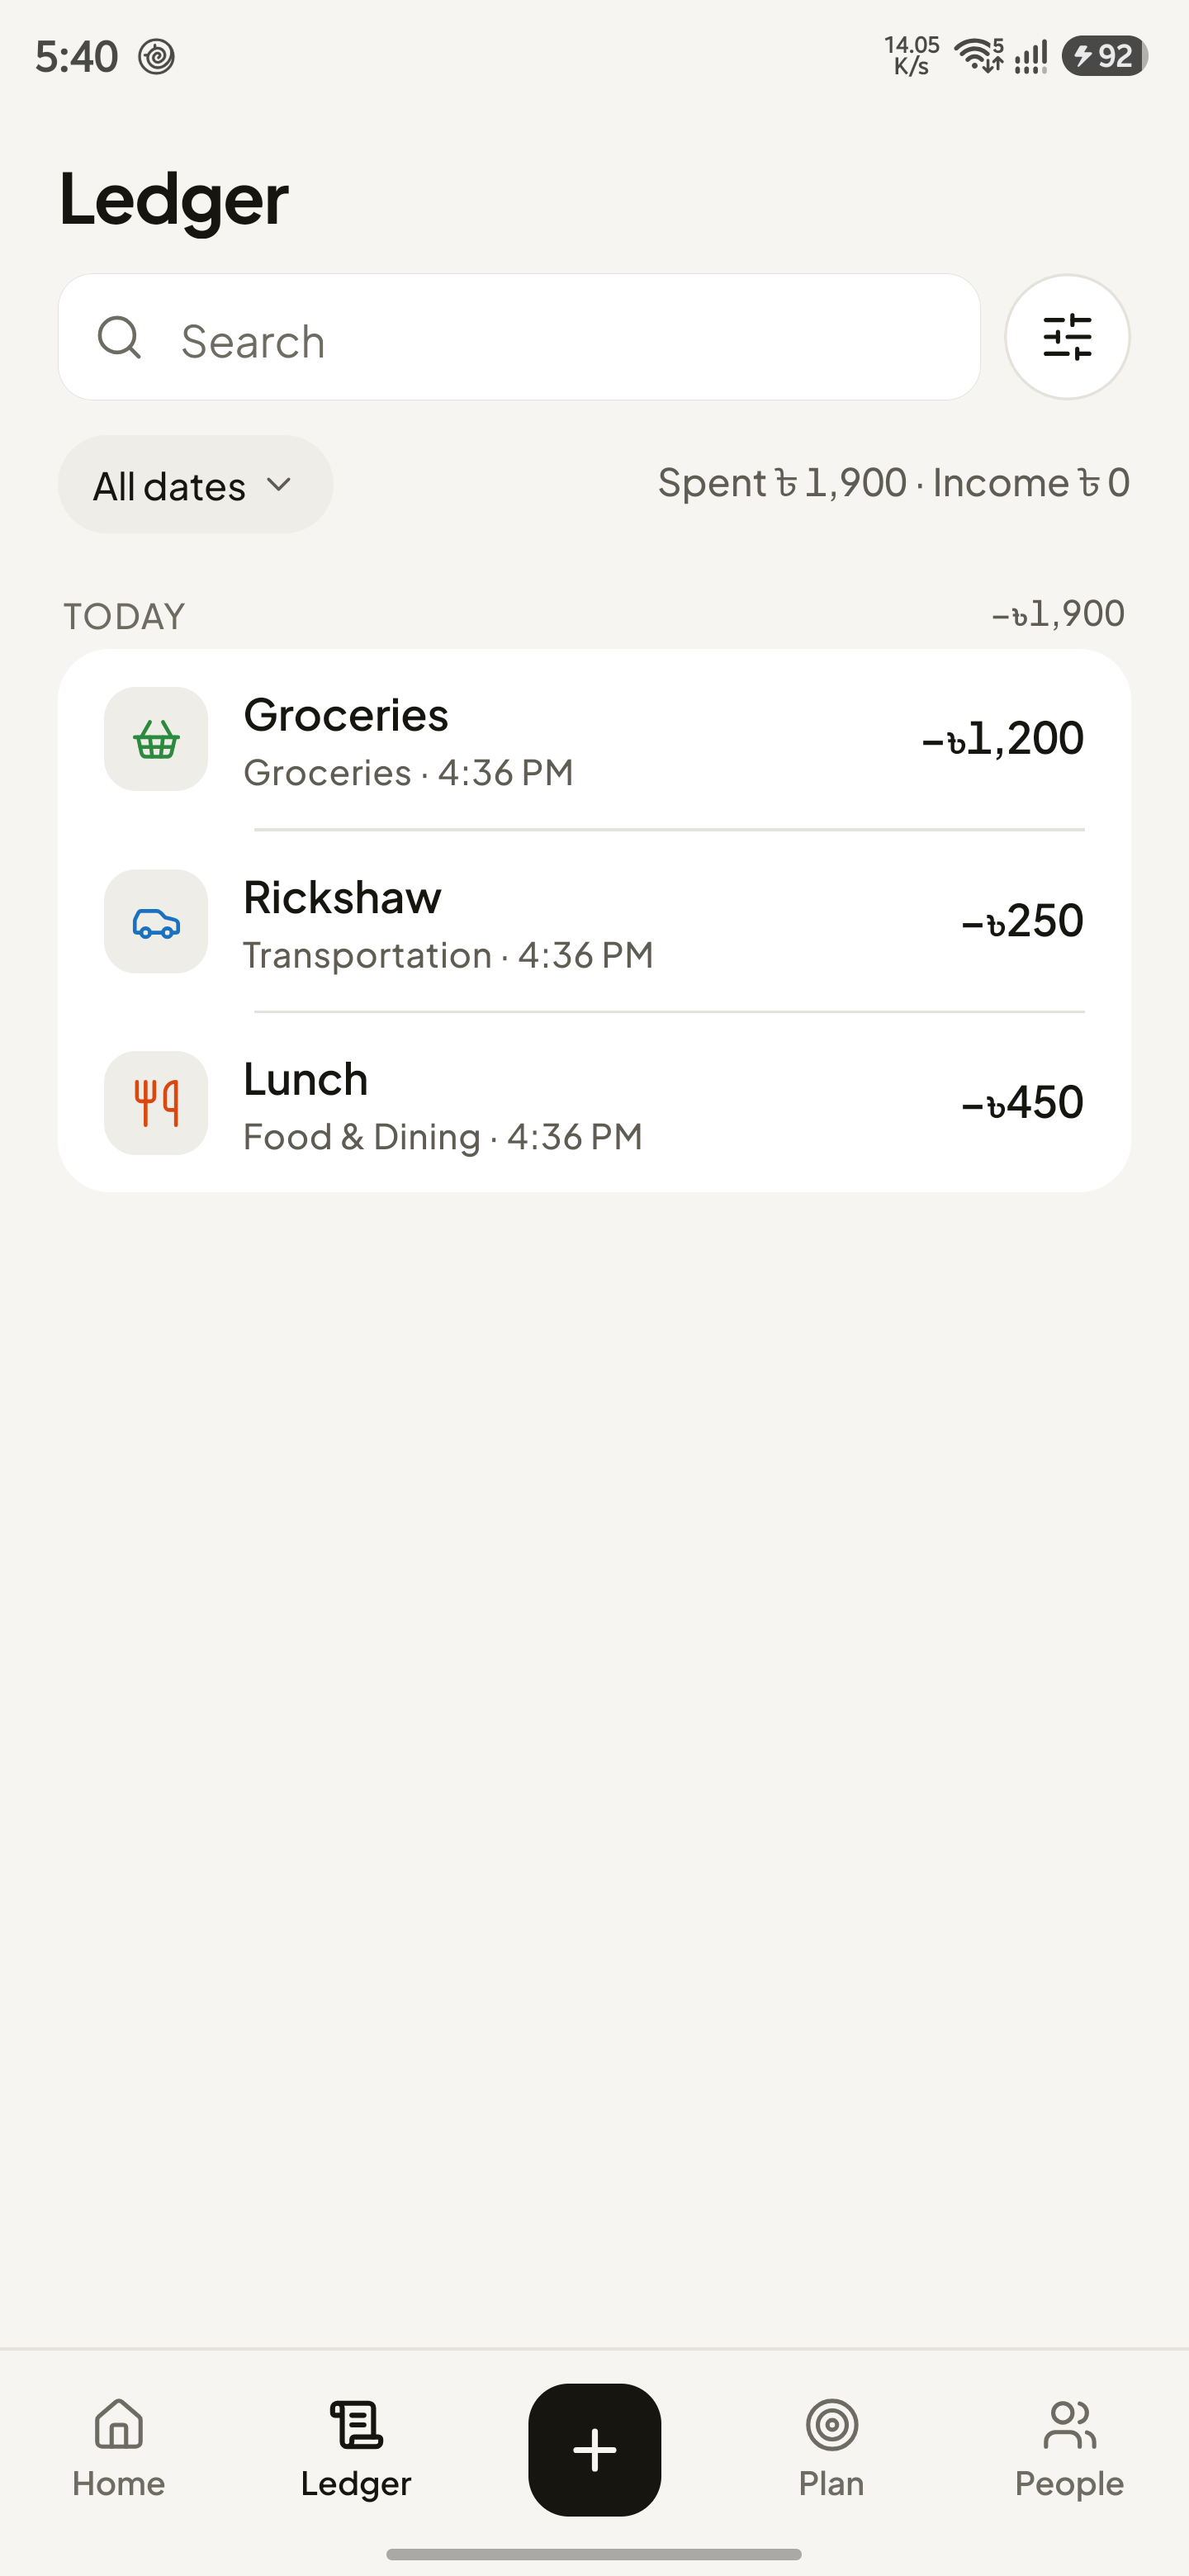 5:40
14.05
K/s
5
92
Ledger
Search
All dates
Spent ৳ 1,900 · Income ৳ 0
TODAY
−৳1,900
Groceries
Groceries · 4:36 PM
−৳1,200
Rickshaw
Transportation · 4:36 PM
−৳250
Lunch
Food & Dining · 4:36 PM
−৳450
Home
Ledger
Plan
People